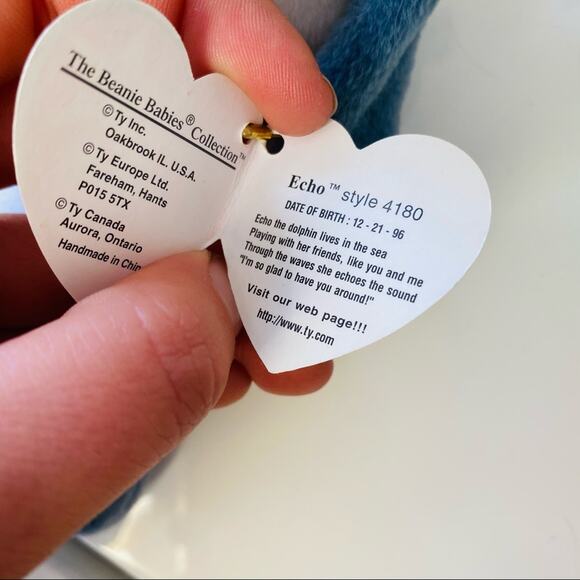 The Beanie Babies® Collection™
© Ty Inc.
Oakbrook IL. U.S.A.
© Ty Europe Ltd.
Fareham, Hants
P015 5TX
© Ty Canada
Aurora, Ontario
Handmade in Chin
Echo™ style 4180
DATE OF BIRTH : 12 - 21 - 96
Echo the dolphin lives in the sea
Playing with her friends, like you and me
Through the waves she echoes the sound
"I'm so glad to have you around!"
Visit our web page!!!
http://www.ty.com